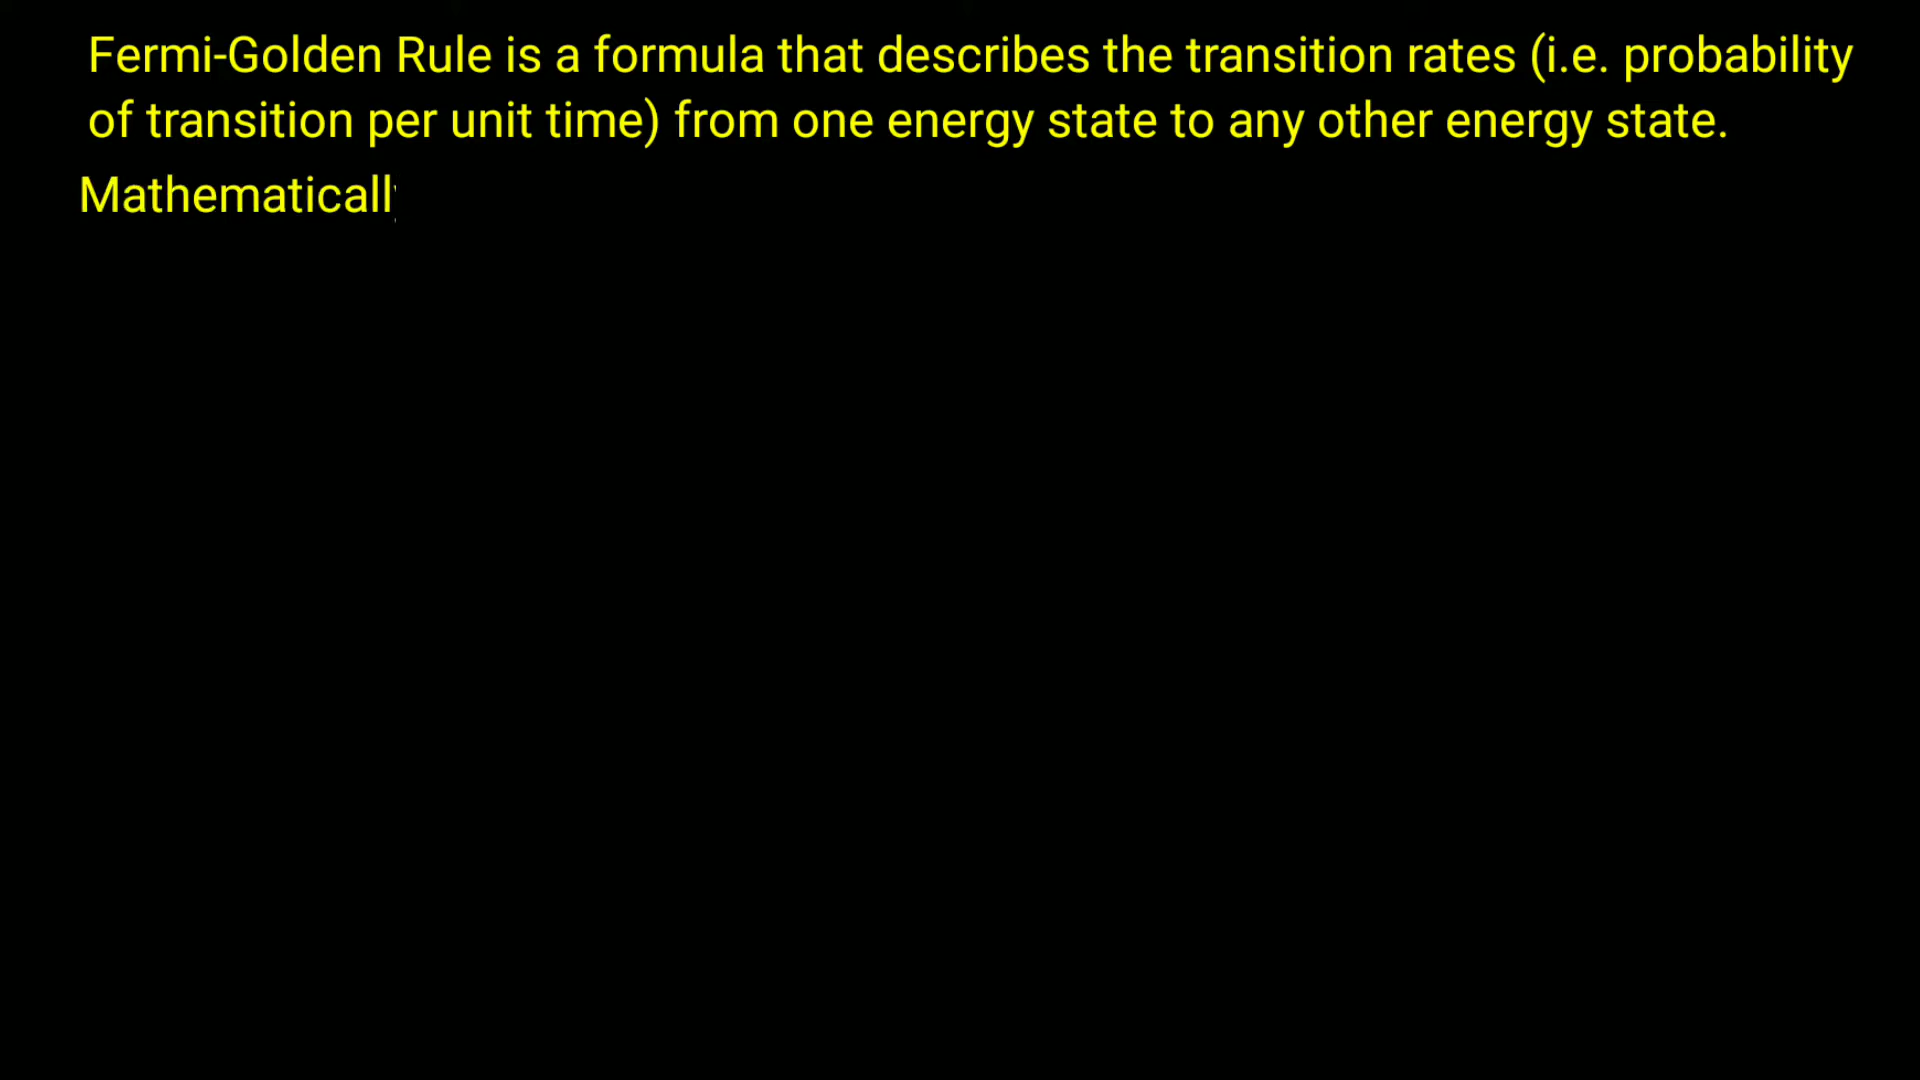 Fermi-Golden Rule is a formula that describes the transition rates (i.e. probability
of transition per unit time) from one energy state to any other energy state.
Mathematically